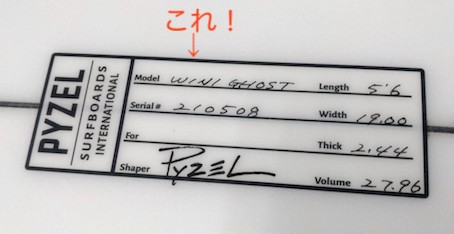 これ！
PYZEL
SURFBOARDS
INTERNATIONAL
Model WINI GHOST Length 5'6
Serial# 210508 Width 19.00
For Thick 2.44
Shaper PYZEL Volume 27.96